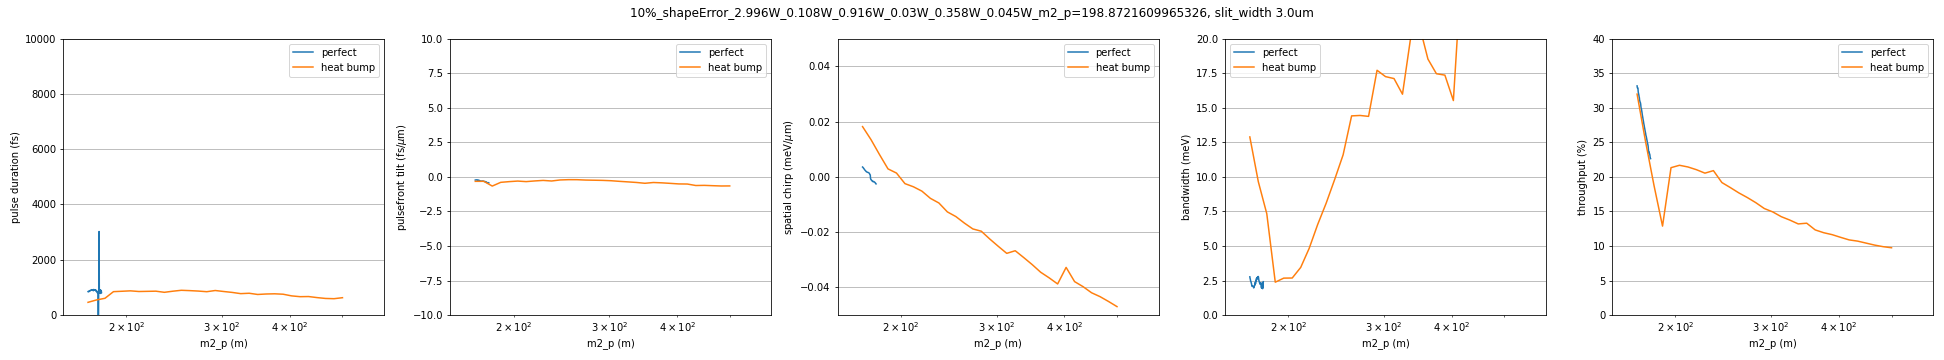 10%_shapeError_2.996W_0.108W_0.916W_0.03W_0.358W_0.045W_m2_p=198.8721609965326, slit_width 3.0um
pulse duration (fs)
10000
8000
6000
4000
2000
0
perfect
heat bump
2 × 10²
3 × 10²
4 × 10²
m2_p (m)
pulsefront tilt (fs/μm)
10.0
7.5
5.0
2.5
0.0
−2.5
−5.0
−7.5
−10.0
perfect
heat bump
2 × 10²
3 × 10²
4 × 10²
m2_p (m)
spatial chirp (meV/μm)
0.04
0.02
0.00
−0.02
−0.04
perfect
heat bump
2 × 10²
3 × 10²
4 × 10²
m2_p (m)
bandwidth (meV)
20.0
17.5
15.0
12.5
10.0
7.5
5.0
2.5
0.0
perfect
heat bump
2 × 10²
3 × 10²
4 × 10²
m2_p (m)
throughput (%)
40
35
30
25
20
15
10
5
0
perfect
heat bump
2 × 10²
3 × 10²
4 × 10²
m2_p (m)